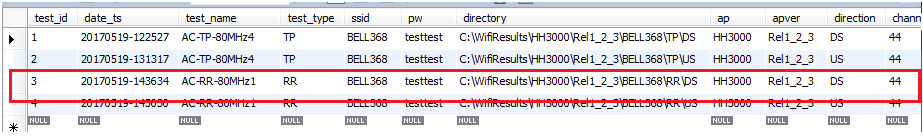 test_id date_ts test_name test_type ssid pw directory ap apver direction chann
1 20170519-122527 AC-TP-80MHz4 TP BELL368 testtest C:\WifiResults\HH3000\Rel1_2_3\BELL368\TP\DS HH3000 Rel1_2_3 DS 44
2 20170519-131317 AC-TP-80MHz4 TP BELL368 testtest C:\WifiResults\HH3000\Rel1_2_3\BELL368\TP\US HH3000 Rel1_2_3 US 44
3 20170519-143634 AC-RR-80MHz1 RR BELL368 testtest C:\WifiResults\HH3000\Rel1_2_3\BELL368\RR\DS HH3000 Rel1_2_3 DS 44
4 20170519-145050 AC-RR-80MHz1 RR BELL368 testtest C:\WifiResults\HH3000\Rel1_2_3\BELL368\RR\US HH3000 Rel1_2_3 US 44
NULL NULL NULL NULL NULL NULL NULL NULL NULL NULL NULL